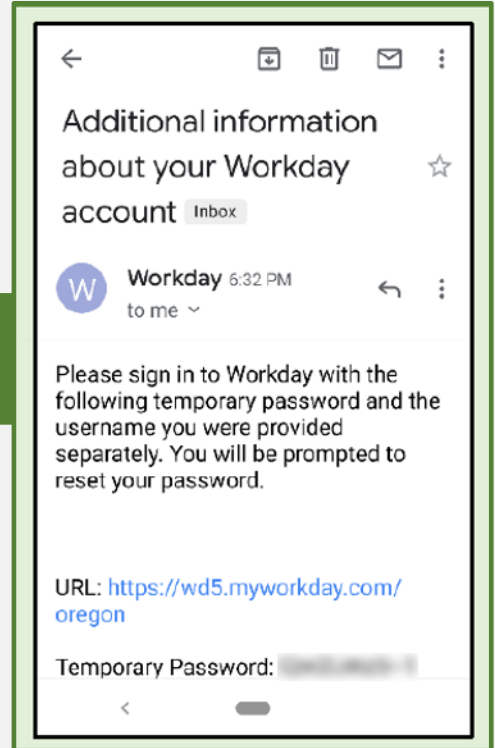 Additional information
about your Workday
account Inbox
W
Workday 6:32 PM
to me
Please sign in to Workday with the
following temporary password and the
username you were provided
separately. You will be prompted to
reset your password.
URL: https://wd5.myworkday.com/
oregon
Temporary Password: